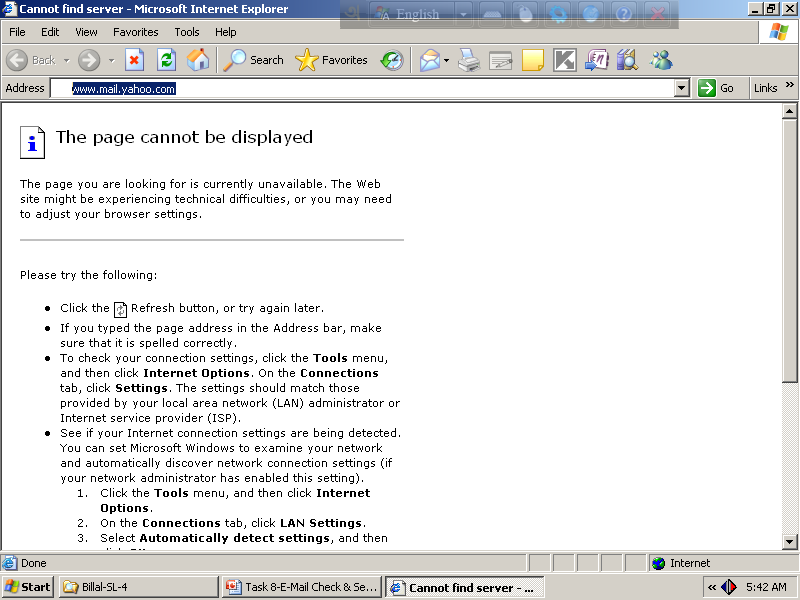 Cannot find server - Microsoft Internet Explorer
English
File Edit View Favorites Tools Help
Back Search Favorites
Address www.mail.yahoo.com Go Links »
The page cannot be displayed
The page you are looking for is currently unavailable. The Web
site might be experiencing technical difficulties, or you may need
to adjust your browser settings.
Please try the following:
• Click the Refresh button, or try again later.
• If you typed the page address in the Address bar, make
sure that it is spelled correctly.
• To check your connection settings, click the Tools menu,
and then click Internet Options. On the Connections
tab, click Settings. The settings should match those
provided by your local area network (LAN) administrator or
Internet service provider (ISP).
• See if your Internet connection settings are being detected.
You can set Microsoft Windows to examine your network
and automatically discover network connection settings (if
your network administrator has enabled this setting).
1. Click the Tools menu, and then click Internet
Options.
2. On the Connections tab, click LAN Settings.
3. Select Automatically detect settings, and then
Done Internet
Start Billal-SL-4 Task 8-E-Mail Check & Se... Cannot find server - ... « 5:42 AM